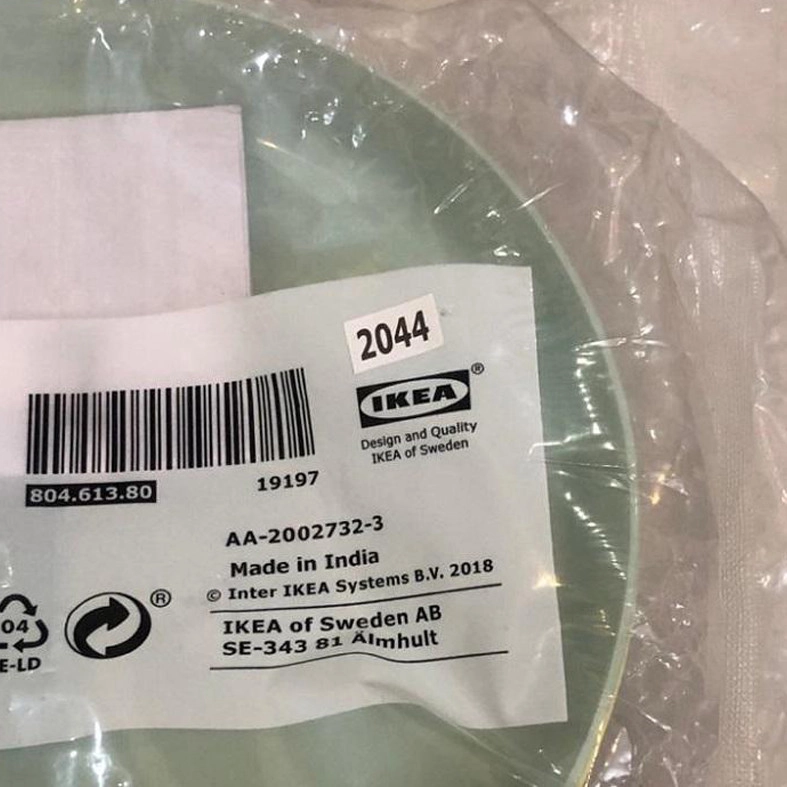 2044
IKEA®
Design and Quality
IKEA of Sweden
804.613.80
19197
AA-2002732-3
Made in India
© Inter IKEA Systems B.V. 2018
®
IKEA of Sweden AB
SE-343 81 Älmhult
04
E-LD